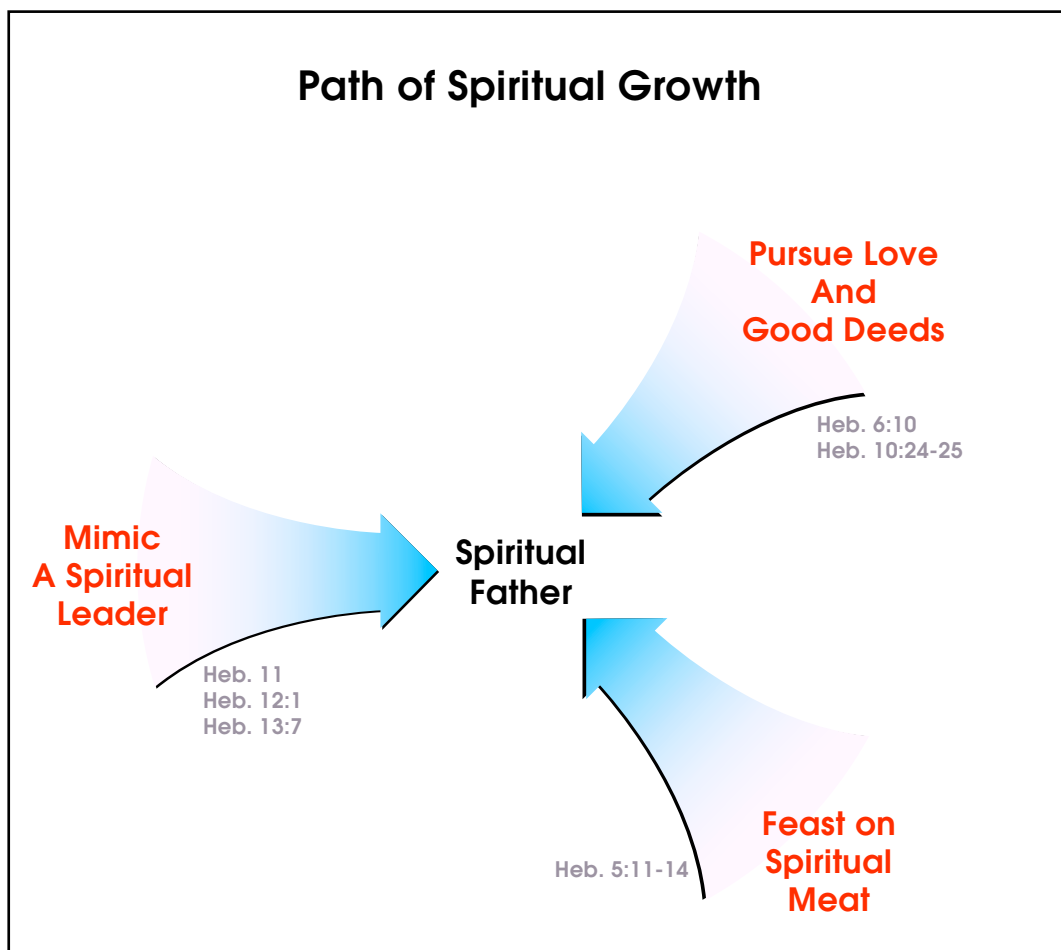 Path of Spiritual Growth
Pursue Love
And
Good Deeds
Heb. 6:10
Heb. 10:24-25
Mimic
A Spiritual
Leader
Heb. 11
Heb. 12:1
Heb. 13:7
Spiritual
Father
Feast on
Spiritual
Meat
Heb. 5:11-14